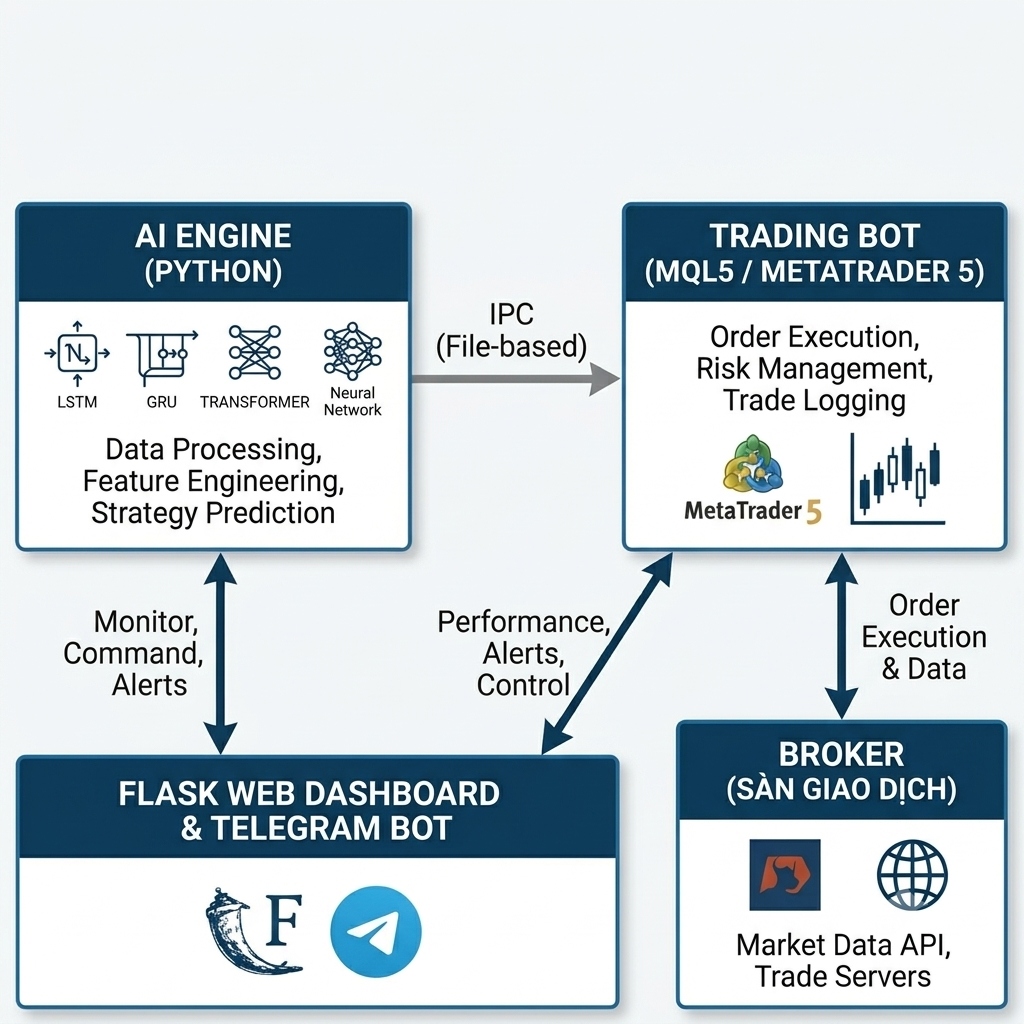 AI ENGINE
(PYTHON)
N
LSTM
GRU
TRANSFORMER
Neural
Network
Data Processing,
Feature Engineering,
Strategy Prediction
IPC
(File-based)
TRADING BOT
(MQL5 / METATRADER 5)
Order Execution,
Risk Management,
Trade Logging
MetaTrader 5
Monitor,
Command,
Alerts
Performance,
Alerts,
Control
Order
Execution
& Data
FLASK WEB DASHBOARD
& TELEGRAM BOT
F
BROKER
(SÀN GIAO DỊCH)
Market Data API,
Trade Servers